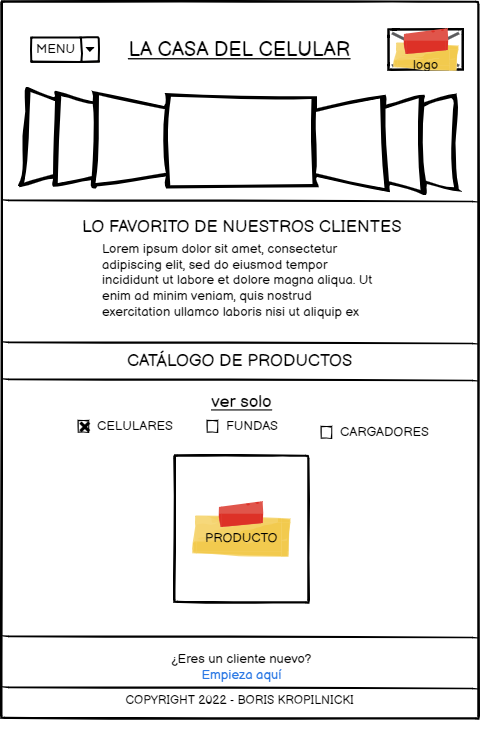 MENU
LA CASA DEL CELULAR
logo
LO FAVORITO DE NUESTROS CLIENTES
Lorem ipsum dolor sit amet, consectetur
adipiscing elit, sed do eiusmod tempor
incididunt ut labore et dolore magna aliqua. Ut
enim ad minim veniam, quis nostrud
exercitation ullamco laboris nisi ut aliquip ex
CATÁLOGO DE PRODUCTOS
ver solo
CELULARES
FUNDAS
CARGADORES
PRODUCTO
¿Eres un cliente nuevo?
Empieza aquí
COPYRIGHT 2022 - BORIS KROPILNICKI